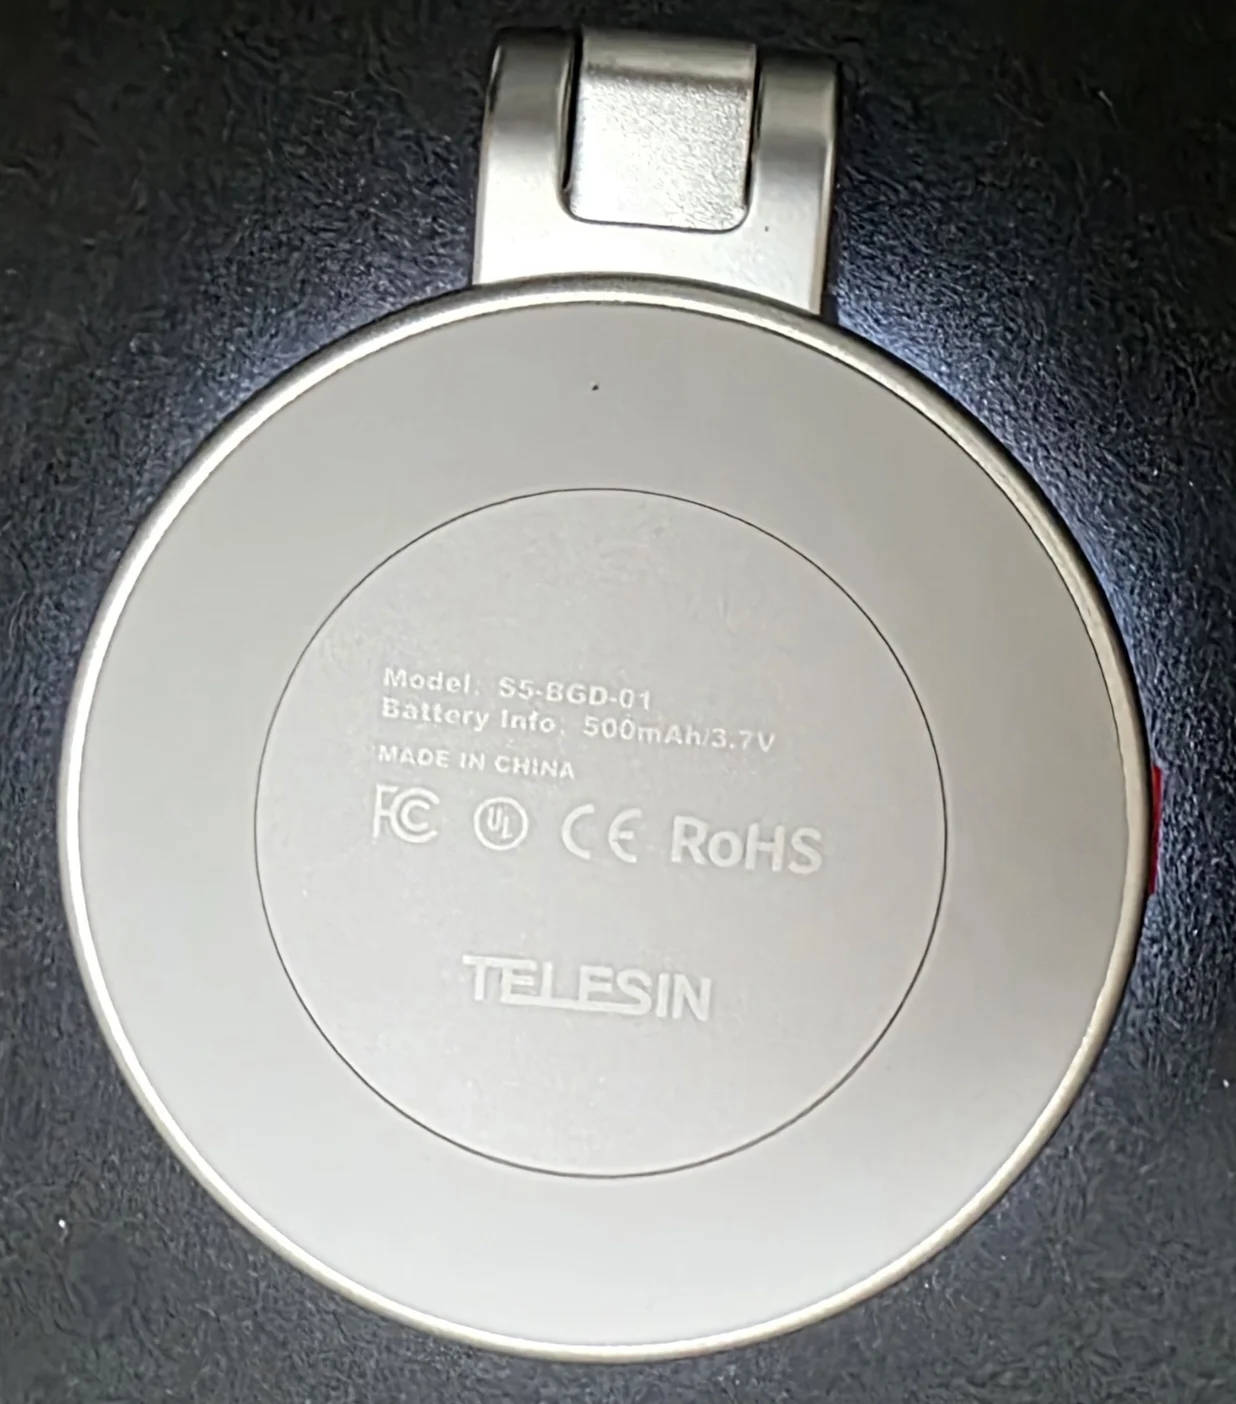 Model: S5-BGD-01
Battery Info: 500mAh/3.7V
MADE IN CHINA
FC UL CE RoHS
TELESIN